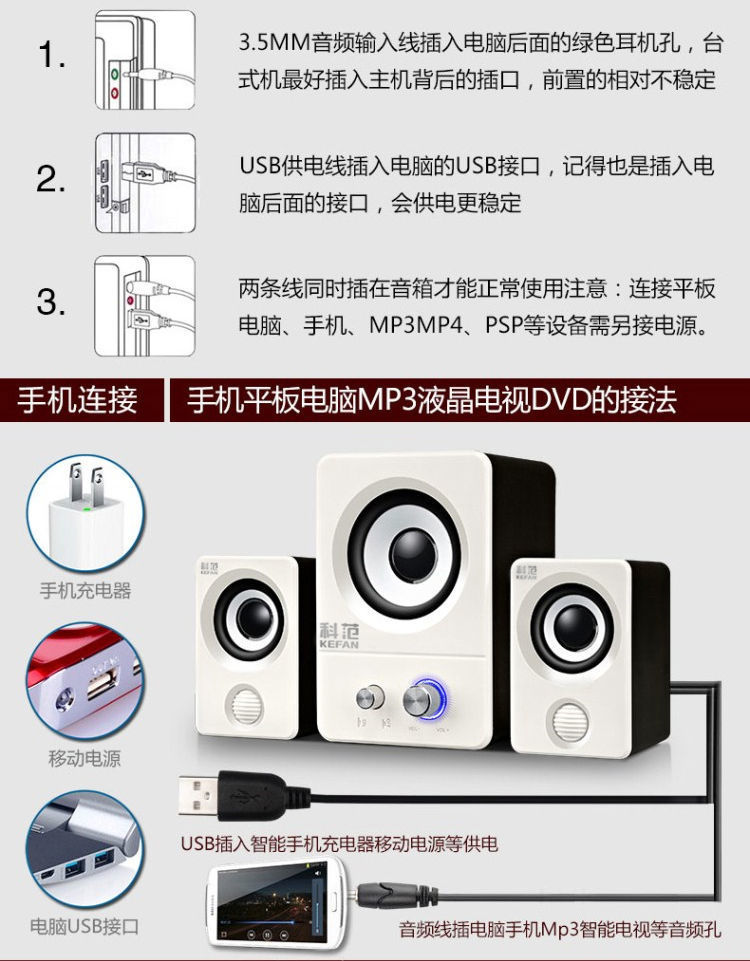 1.
3.5MM音频输入线插入电脑后面的绿色耳机孔，台
式机最好插入主机背后的插口，前置的相对不稳定
2.
USB供电线插入电脑的USB接口，记得也是插入电
脑后面的接口，会供电更稳定
3.
两条线同时插在音箱才能正常使用注意：连接平板
电脑、手机、MP3MP4、PSP等设备需另接电源。
手机连接
手机平板电脑MP3液晶电视DVD的接法
手机充电器
移动电源
电脑USB接口
科范
KEFAN
科范
KEFAN
科范
KEFAN
VOL-
VOL+
USB插入智能手机充电器移动电源等供电
SAMSUNG
音频线插电脑手机Mp3智能电视等音频孔